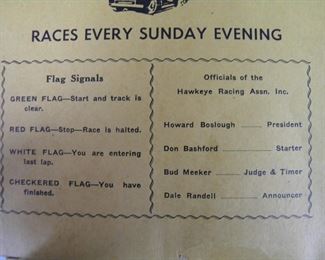 RACES EVERY SUNDAY EVENING
Flag Signals
GREEN FLAG—Start and track is
clear.
RED FLAG—Stop—Race is halted.
WHITE FLAG—You are entering
last lap.
CHECKERED FLAG—You have
finished.
Officials of the
Hawkeye Racing Assn. Inc.
Howard Boslough ........ President
Don Bashford ........ Starter
Bud Meeker ........ Judge & Timer
Dale Randell ........ Announcer